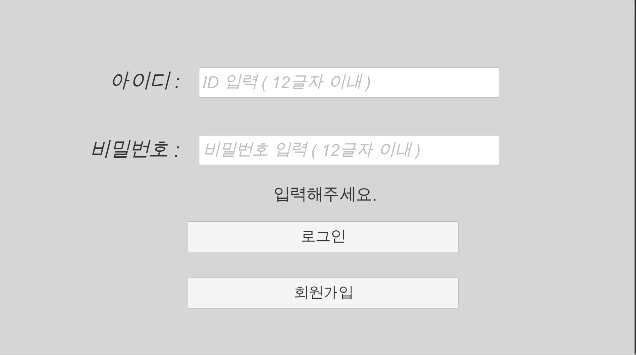 아이디 : ID 입력 ( 12글자 이내 )
비밀번호 : 비밀번호 입력 ( 12글자 이내 )
입력해주세요.
로그인
회원가입